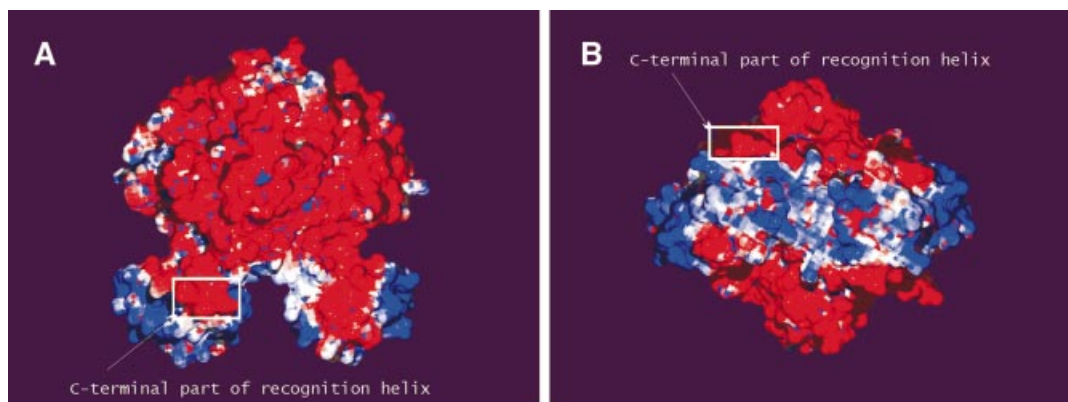 A
C-terminal part of recognition helix
B
C-terminal part of recognition helix